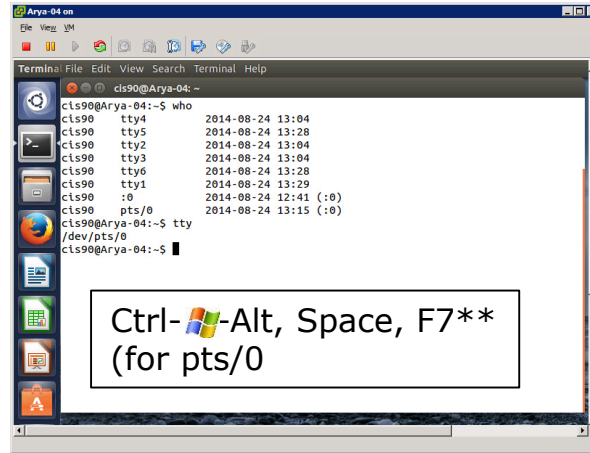 Arya-04 on
File View VM
Terminal File Edit View Search Terminal Help
cis90@Arya-04: ~
cis90@Arya-04:~$ who
cis90 tty4 2014-08-24 13:04
cis90 tty5 2014-08-24 13:28
cis90 tty2 2014-08-24 13:04
cis90 tty3 2014-08-24 13:04
cis90 tty6 2014-08-24 13:28
cis90 tty1 2014-08-24 13:29
cis90 :0 2014-08-24 12:41 (:0)
cis90 pts/0 2014-08-24 13:15 (:0)
cis90@Arya-04:~$ tty
/dev/pts/0
cis90@Arya-04:~$
Ctrl- -Alt, Space, F7**
(for pts/0